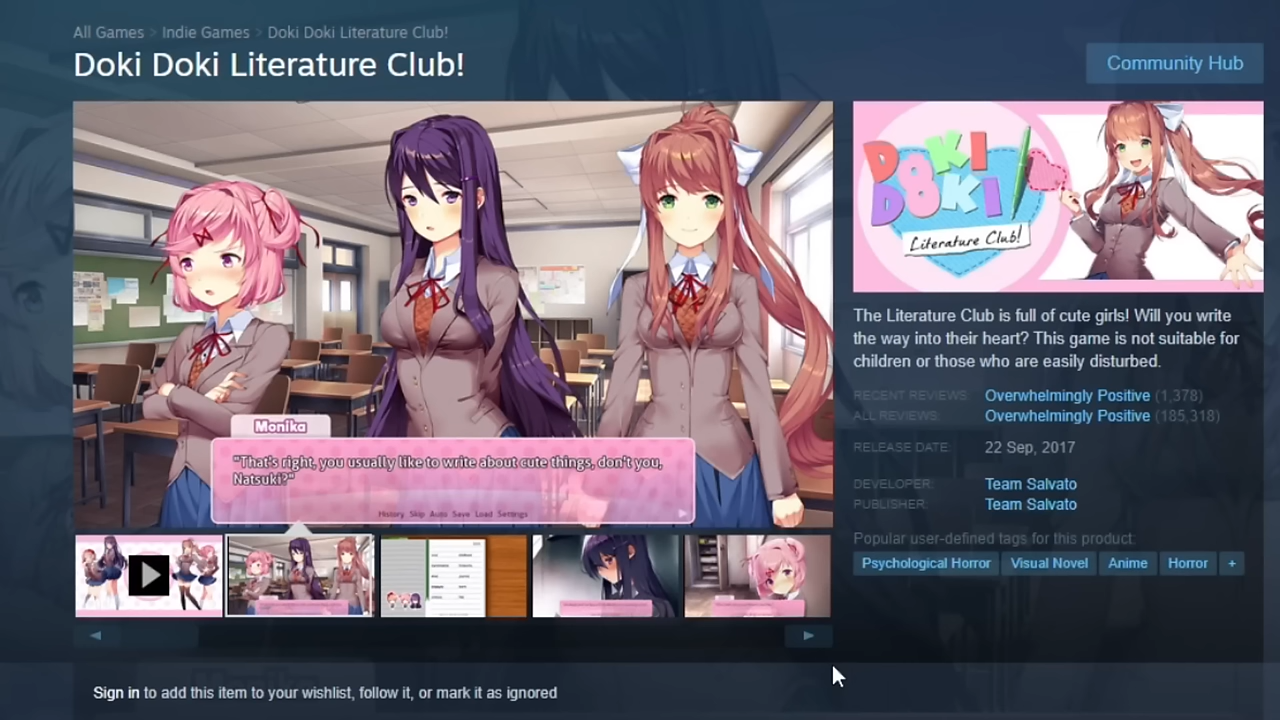 All Games > Indie Games > Doki Doki Literature Club!
Doki Doki Literature Club!
Community Hub
Monika
"That's right, you usually like to write about cute things, don't you,
Natsuki?"
History Skip Auto Save Load Settings
DOKI
DOKI
Literature Club!
The Literature Club is full of cute girls! Will you write
the way into their heart? This game is not suitable for
children or those who are easily disturbed.
RECENT REVIEWS: Overwhelmingly Positive (1,378)
ALL REVIEWS: Overwhelmingly Positive (185,318)
RELEASE DATE: 22 Sep, 2017
DEVELOPER: Team Salvato
PUBLISHER: Team Salvato
Popular user-defined tags for this product:
Psychological Horror Visual Novel Anime Horror +
Sign in to add this item to your wishlist, follow it, or mark it as ignored